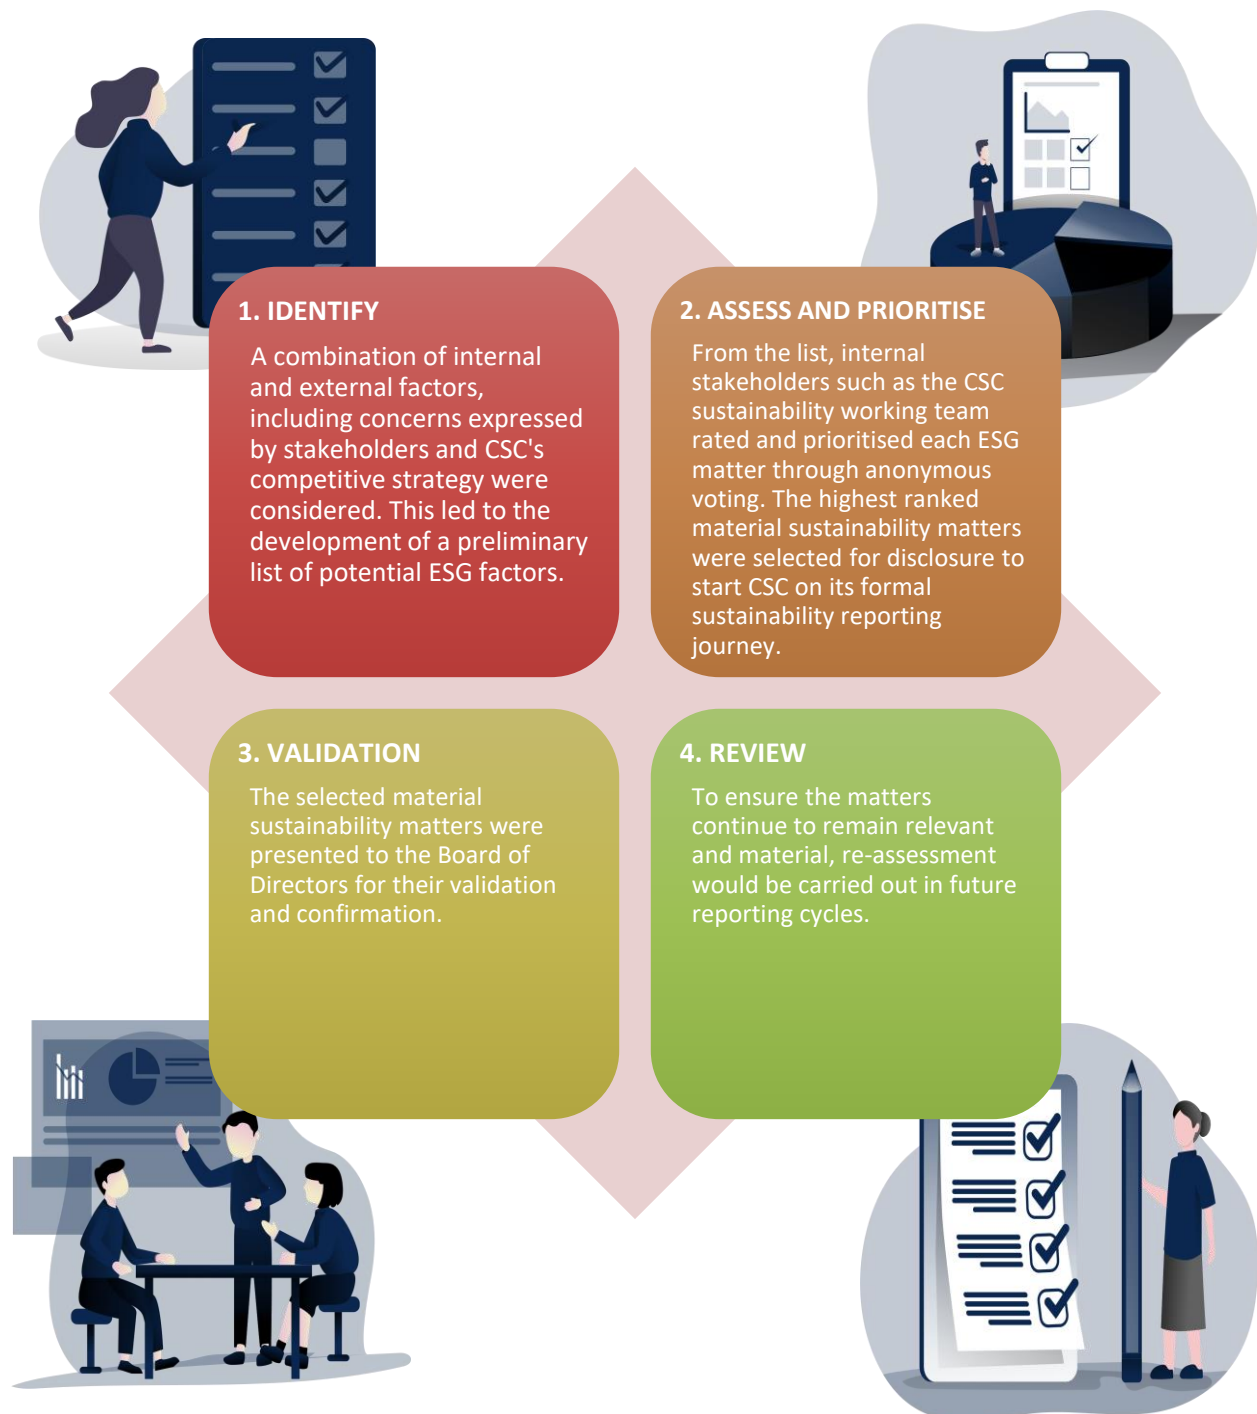 1. IDENTIFY
A combination of internal
and external factors,
including concerns expressed
by stakeholders and CSC's
competitive strategy were
considered. This led to the
development of a preliminary
list of potential ESG factors.
2. ASSESS AND PRIORITISE
From the list, internal
stakeholders such as the CSC
sustainability working team
rated and prioritised each ESG
matter through anonymous
voting. The highest ranked
material sustainability matters
were selected for disclosure to
start CSC on its formal
sustainability reporting
journey.
3. VALIDATION
The selected material
sustainability matters were
presented to the Board of
Directors for their validation
and confirmation.
4. REVIEW
To ensure the matters
continue to remain relevant
and material, re-assessment
would be carried out in future
reporting cycles.